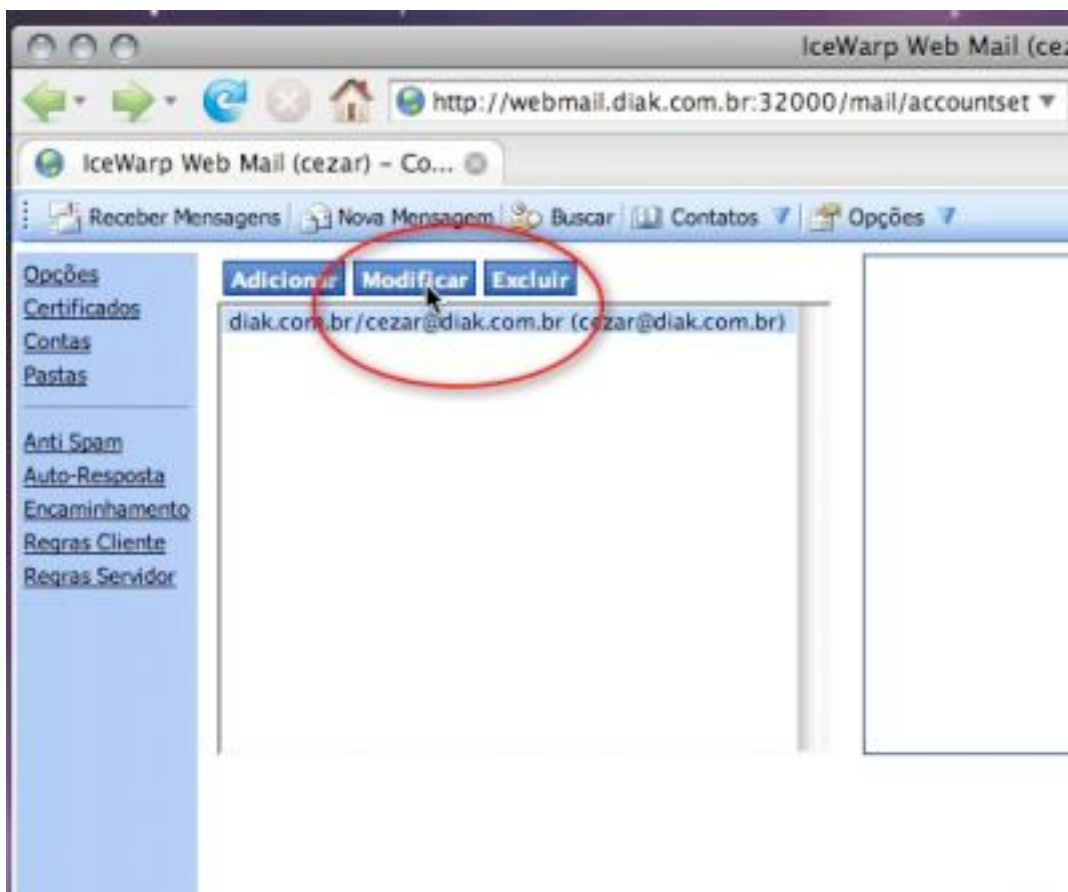 IceWarp Web Mail (cez
http://webmail.diak.com.br:32000/mail/accountset
IceWarp Web Mail (cezar) – Co...
Receber Mensagens Nova Mensagem Buscar Contatos Opções
Opções
Certificados
Contas
Pastas
Anti Spam
Auto-Resposta
Encaminhamento
Regras Cliente
Regras Servidor
Adicionar Modificar Excluir
diak.com.br/cezar@diak.com.br (cezar@diak.com.br)